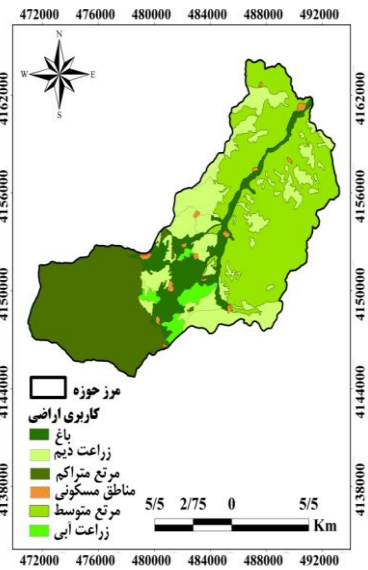 472000 476000 480000 484000 488000 492000
N
W E
S
4162000 4162000
4156000 4156000
4150000 4150000
4144000 4144000
4138000 4138000
مرز حوزه
کاربری اراضی
باغ
زراعت دیم
مرتع متراکم
مناطق مسکونی
مرتع متوسط
زراعت آبی
5/5 2/75 0 5/5
Km
472000 476000 480000 484000 488000 492000